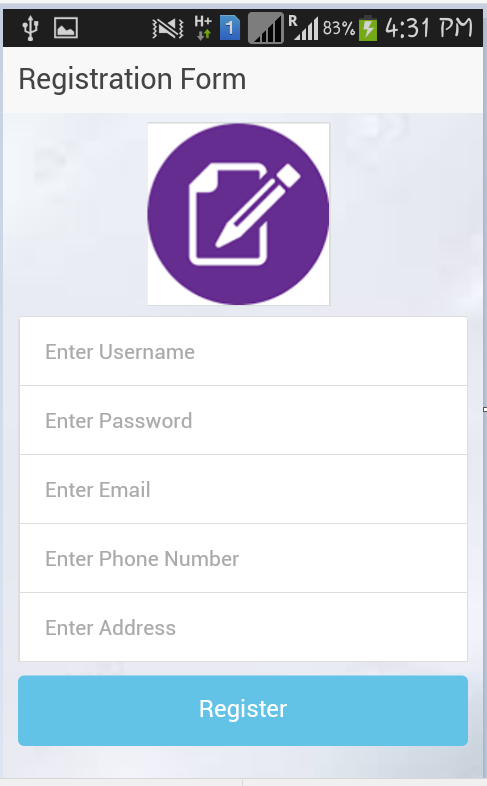 H+ 1 R 83% 4:31 PM
Registration Form
Enter Username
Enter Password
Enter Email
Enter Phone Number
Enter Address
Register